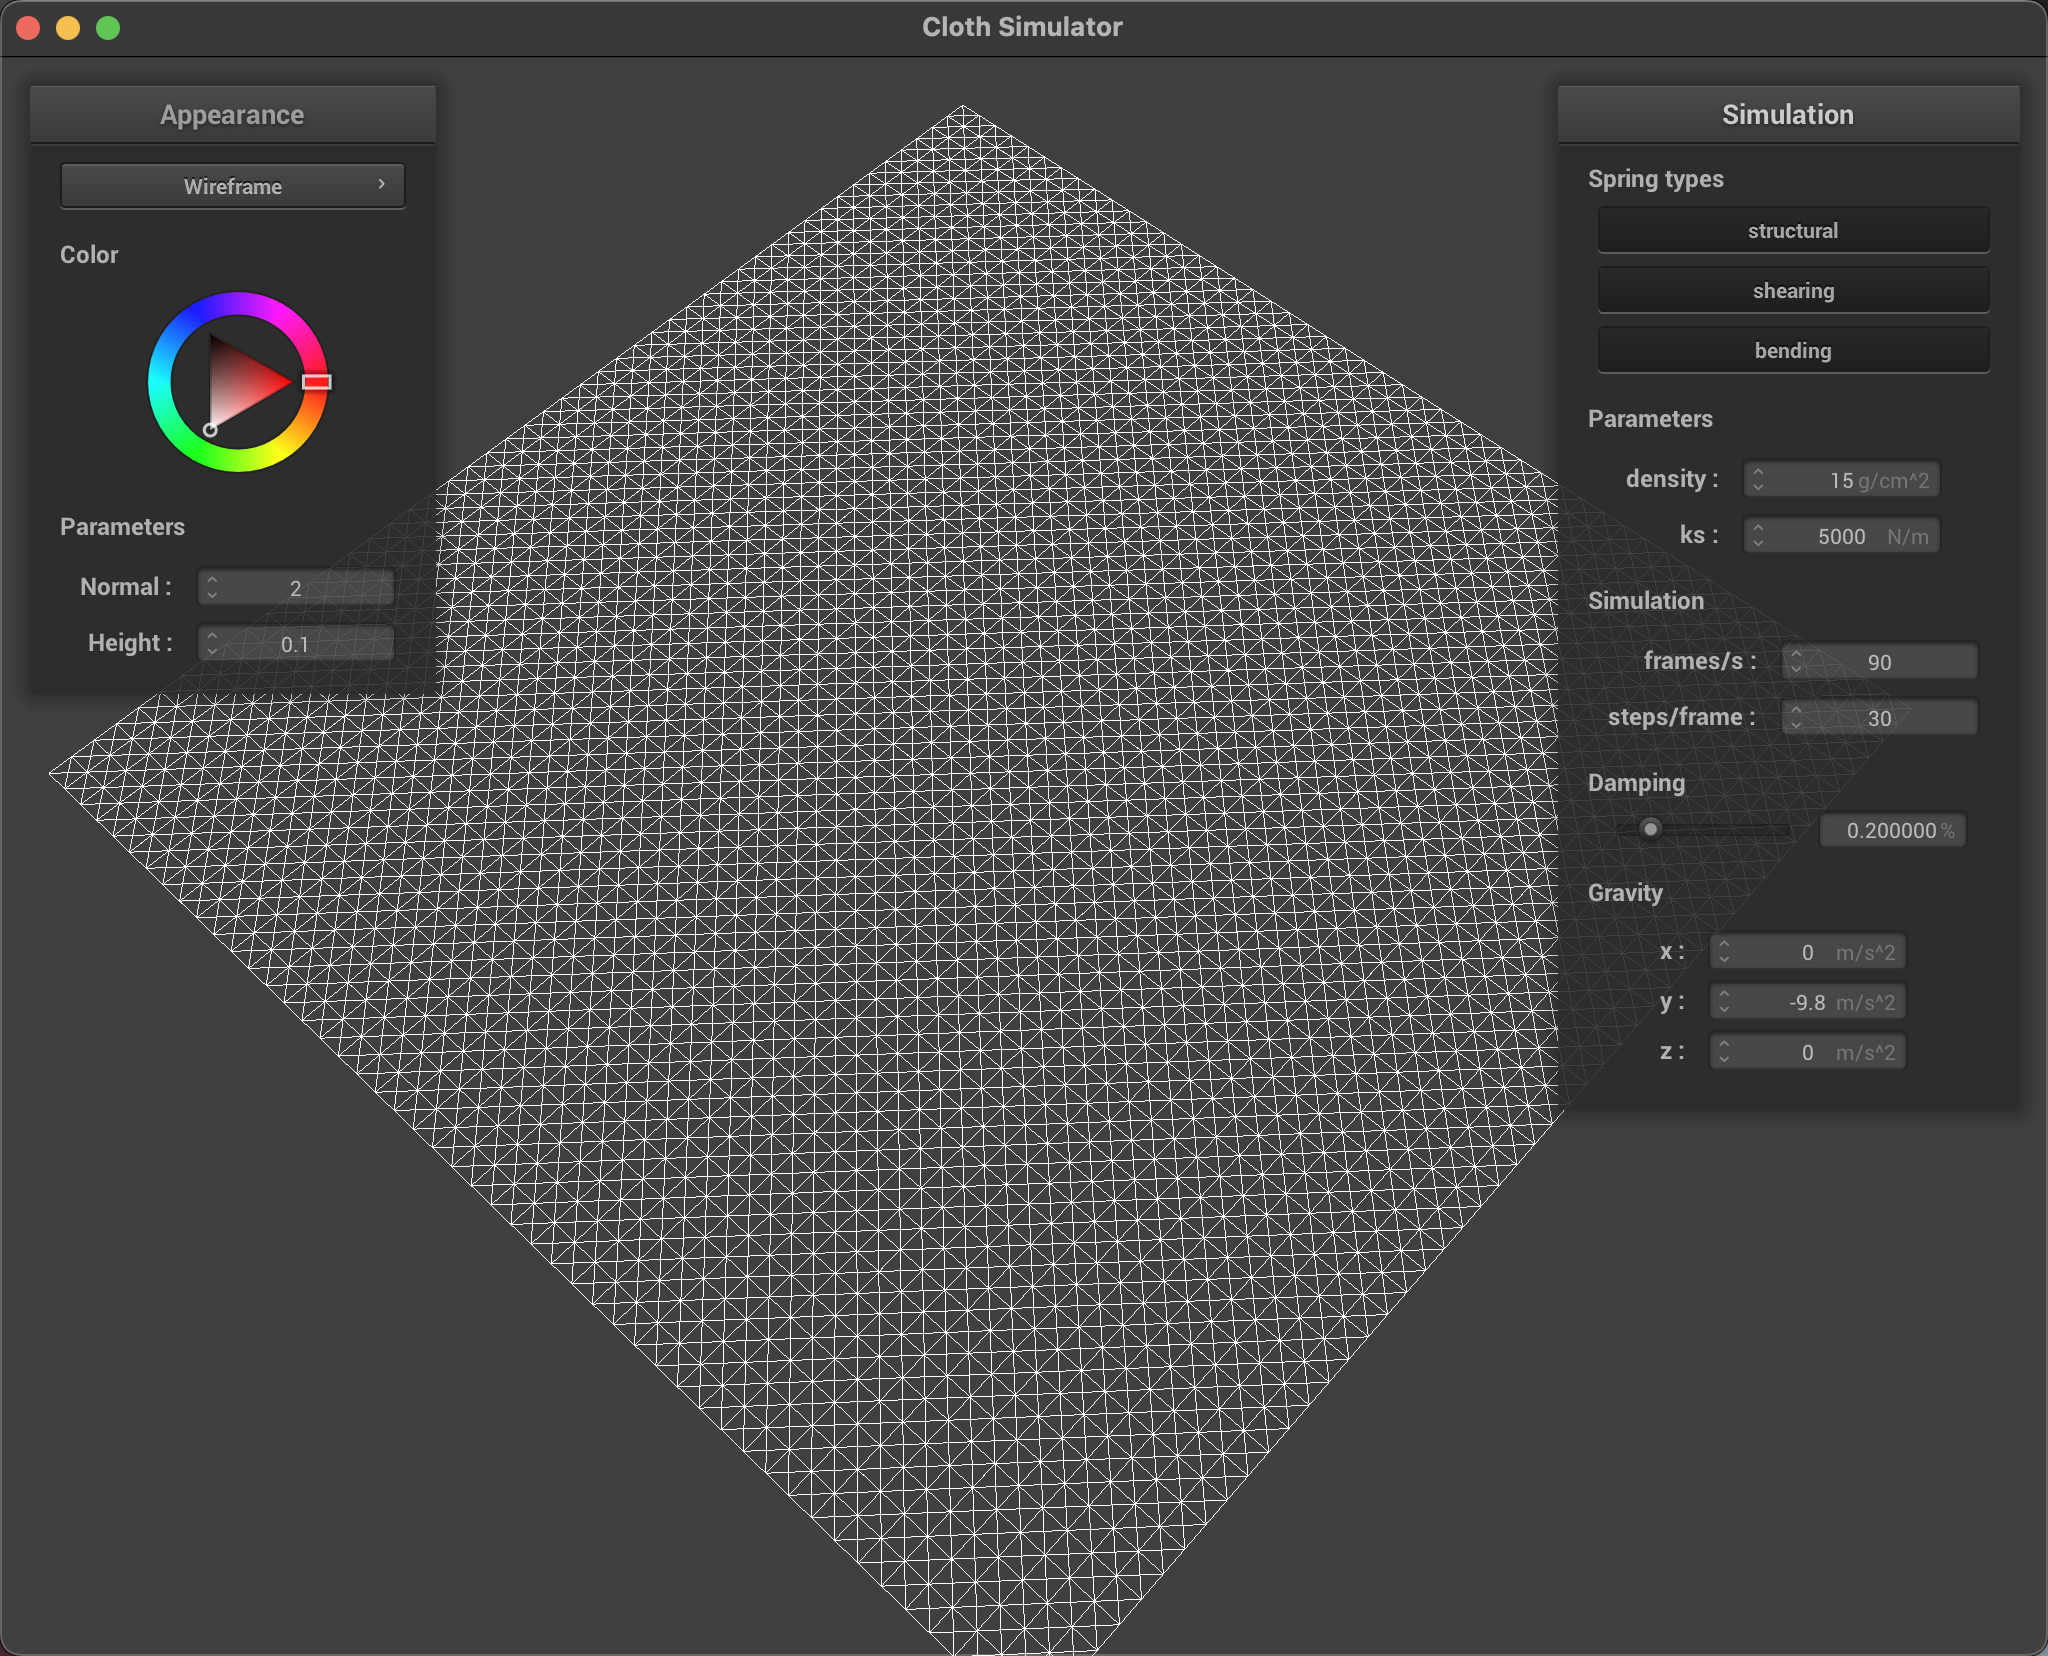 Cloth Simulator
Appearance
Wireframe
Color
Parameters
Normal : 2
Height : 0.1
Simulation
Spring types
structural
shearing
bending
Parameters
density : 15 g/cm^2
ks : 5000 N/m
Simulation
frames/s : 90
steps/frame : 30
Damping
0.200000 %
Gravity
x : 0 m/s^2
y : -9.8 m/s^2
z : 0 m/s^2